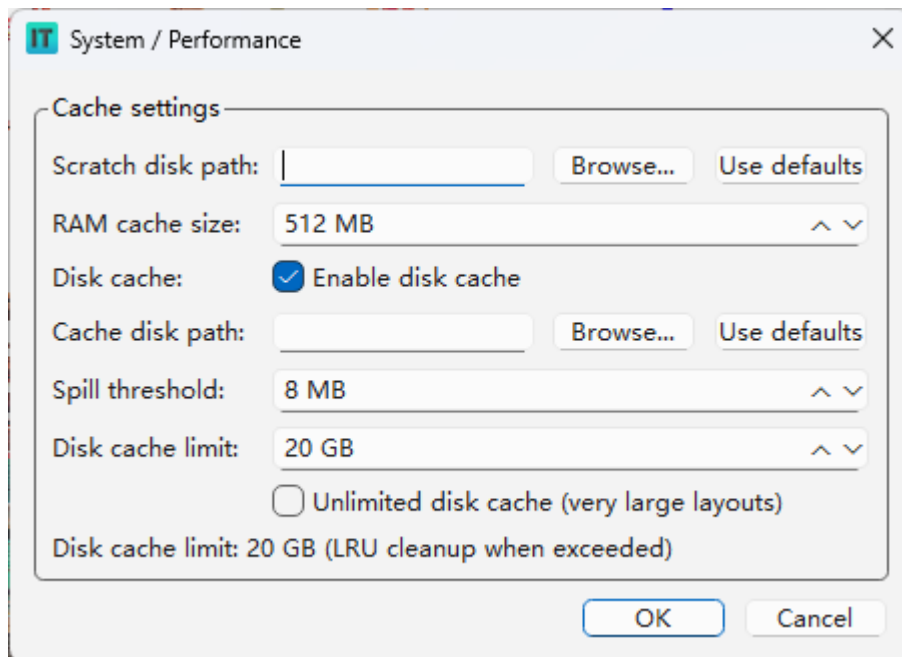 IT System / Performance
Cache settings
Scratch disk path: Browse... Use defaults
RAM cache size: 512 MB
Disk cache: Enable disk cache
Cache disk path: Browse... Use defaults
Spill threshold: 8 MB
Disk cache limit: 20 GB
Unlimited disk cache (very large layouts)
Disk cache limit: 20 GB (LRU cleanup when exceeded)
OK Cancel